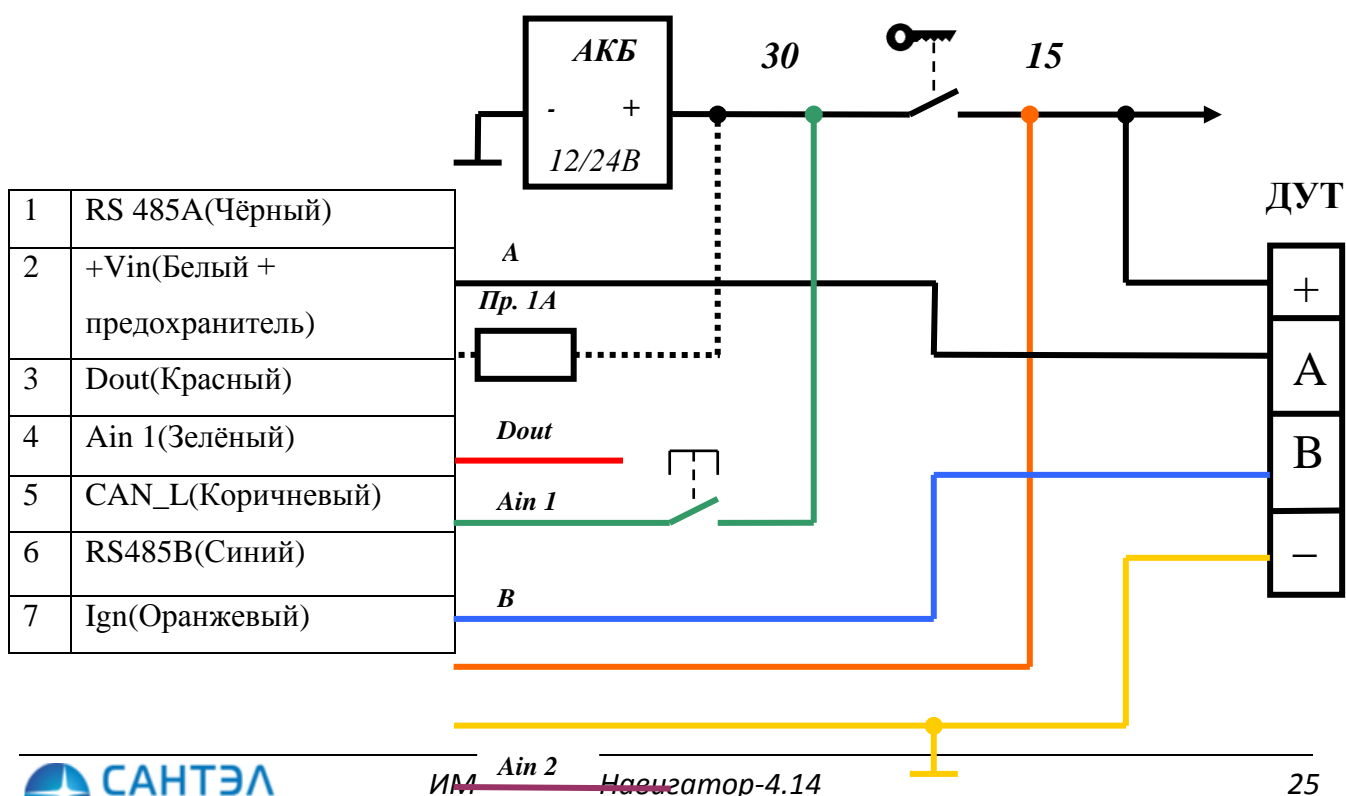 АКБ
30
15
- +
12/24В
ДУТ
1 RS 485A(Чёрный)
2 +Vin(Белый +
предохранитель)
3 Dout(Красный)
4 Ain 1(Зелёный)
5 CAN_L(Коричневый)
6 RS485B(Синий)
7 Ign(Оранжевый)
A
Пр. 1А
Dout
Ain 1
B
Ain 2
+
A
B
–
САНТЭЛ
ИМ Навигатор-4.14
25